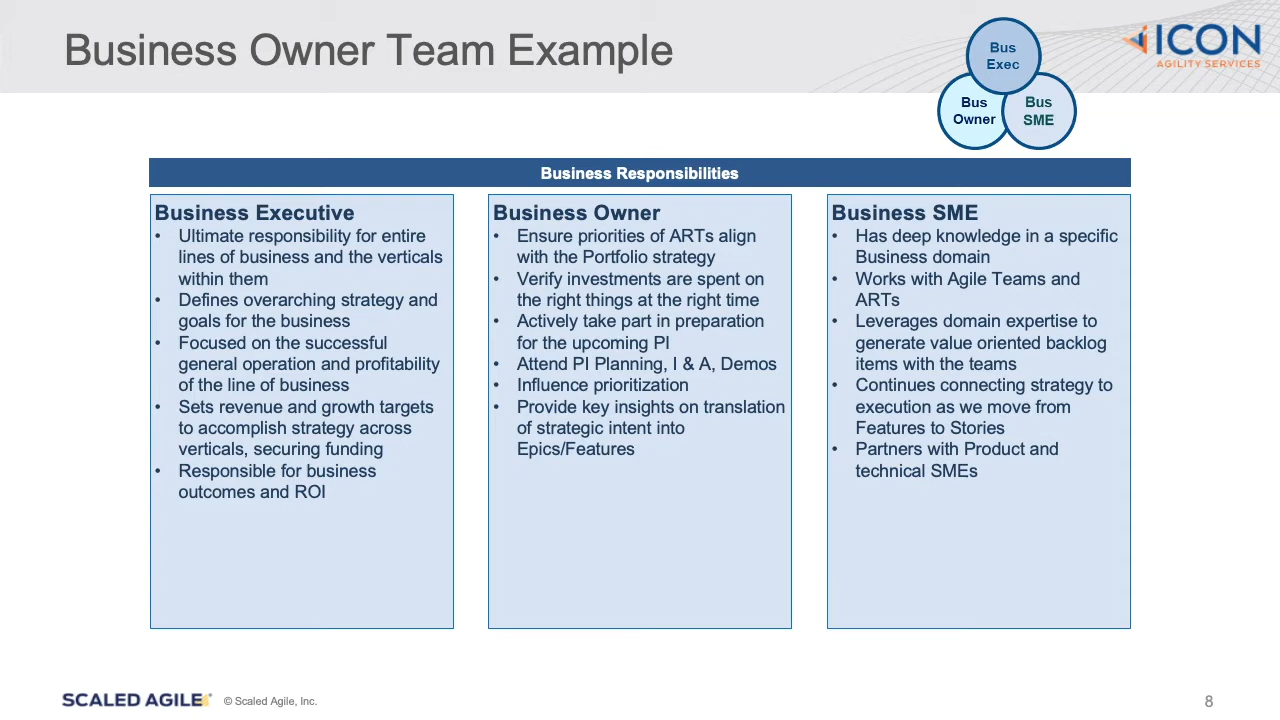 Business Owner Team Example
Bus
Exec
Bus
Owner
Bus
SME
ICON
AGILITY SERVICES
Business Responsibilities
Business Executive
• Ultimate responsibility for entire
lines of business and the verticals
within them
• Defines overarching strategy and
goals for the business
• Focused on the successful
general operation and profitability
of the line of business
• Sets revenue and growth targets
to accomplish strategy across
verticals, securing funding
• Responsible for business
outcomes and ROI
Business Owner
• Ensure priorities of ARTs align
with the Portfolio strategy
• Verify investments are spent on
the right things at the right time
• Actively take part in preparation
for the upcoming PI
• Attend PI Planning, I & A, Demos
• Influence prioritization
• Provide key insights on translation
of strategic intent into
Epics/Features
Business SME
• Has deep knowledge in a specific
Business domain
• Works with Agile Teams and
ARTs
• Leverages domain expertise to
generate value oriented backlog
items with the teams
• Continues connecting strategy to
execution as we move from
Features to Stories
• Partners with Product and
technical SMEs
SCALED AGILE
© Scaled Agile, Inc.
8